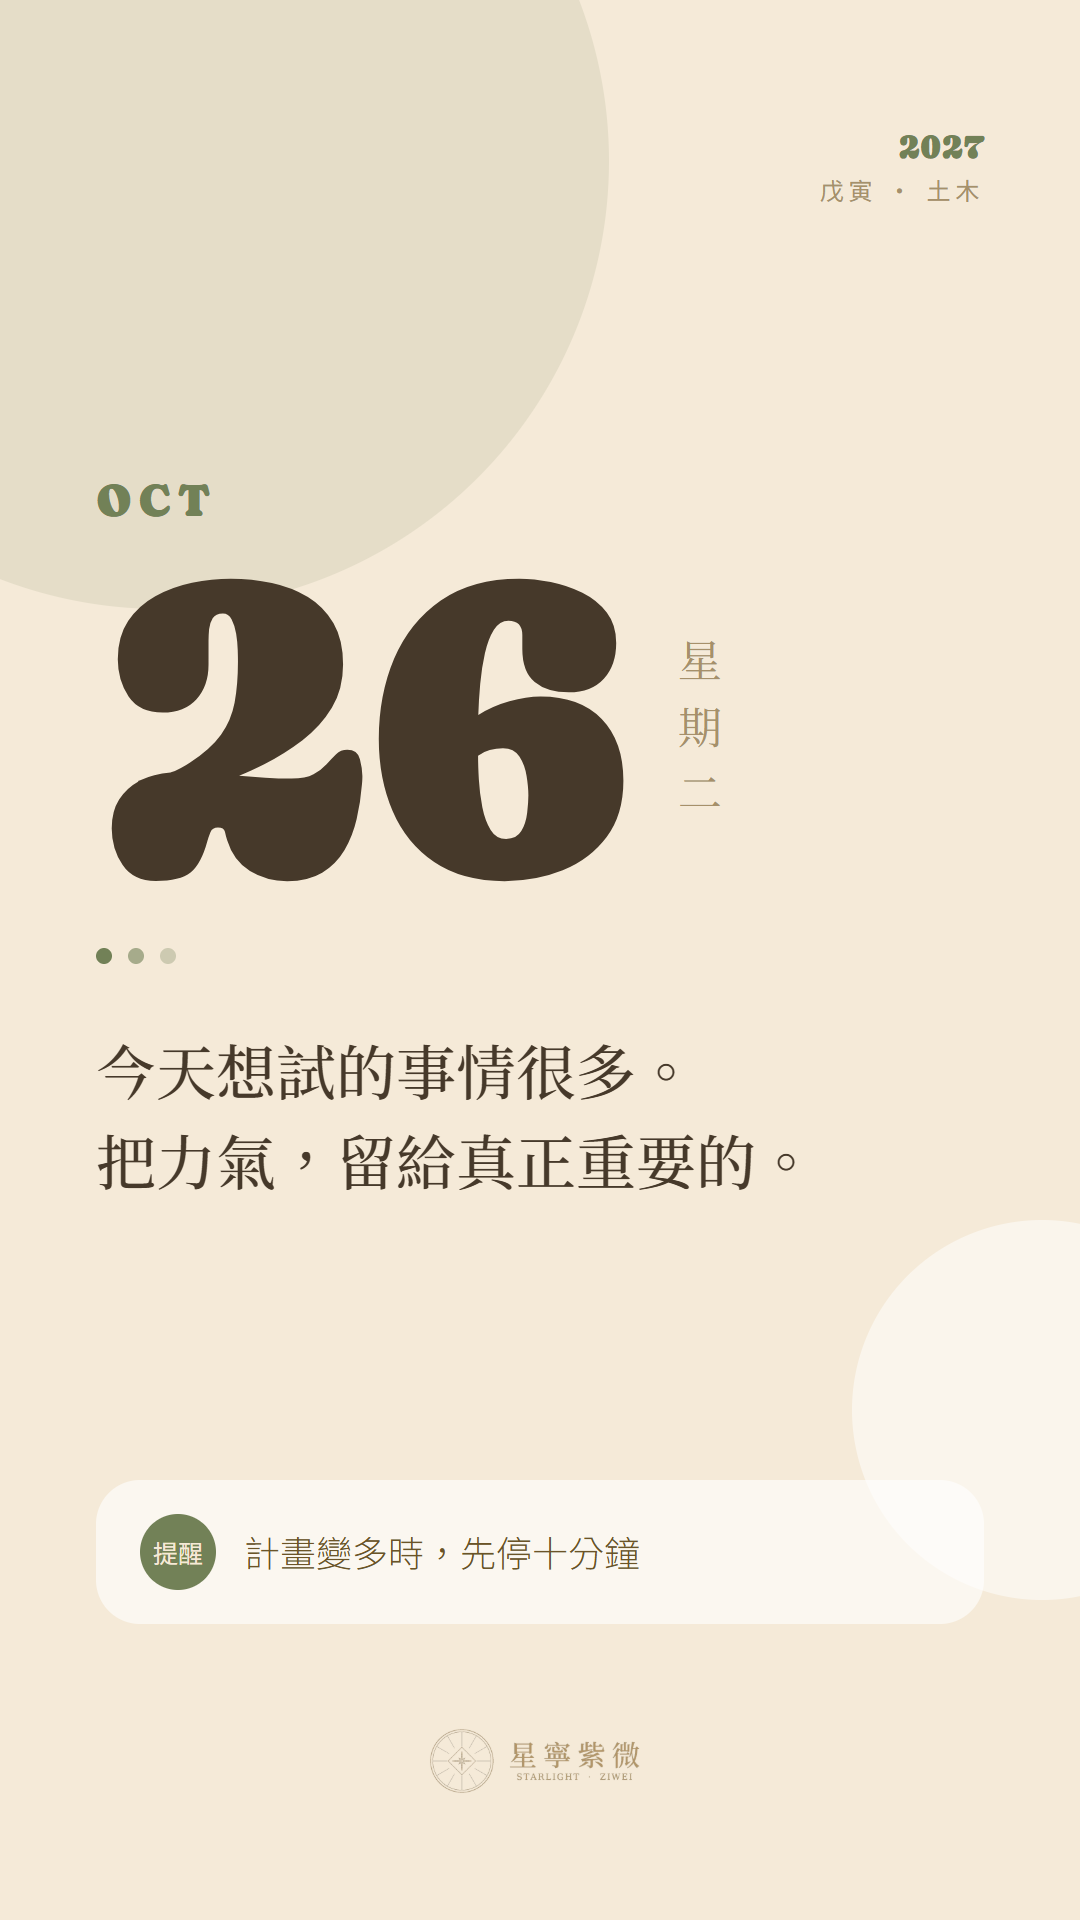 2027
戊寅 · 土木
OCT
26
星期二
今天想試的事情很多。
把力氣，留給真正重要的。
提醒
計畫變多時，先停十分鐘
星寧紫微
STARLIGHT · ZIWEI